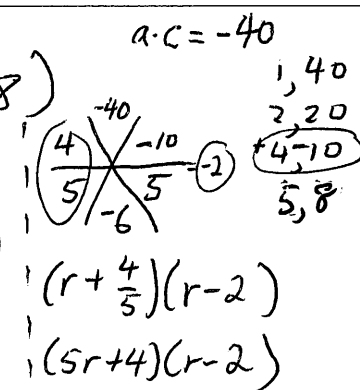 a·c = -40
8)
1, 40
2, 20
+4, -10
5, 8
-40
4 -10
5 5 -2
-6
(r + 4/5)(r - 2)
(5r + 4)(r - 2)